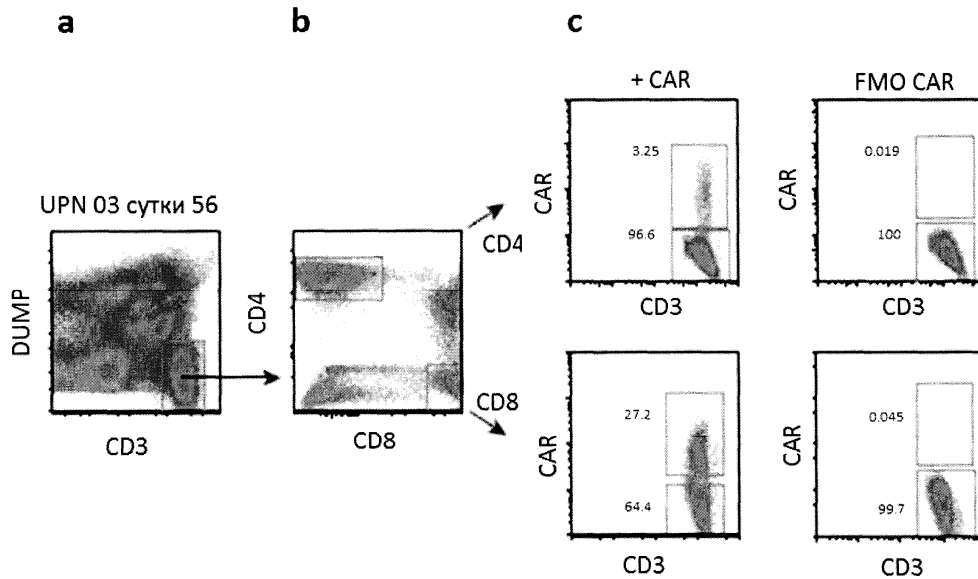 a
b
c
+ CAR
FMO CAR
UPN 03 сутки 56
DUMP
CD3
CD4
CD8
CD4
CD8
CAR
3.25
96.6
CD3
CAR
0.019
100
CD3
CAR
27.2
64.4
CD3
CAR
0.045
99.7
CD3